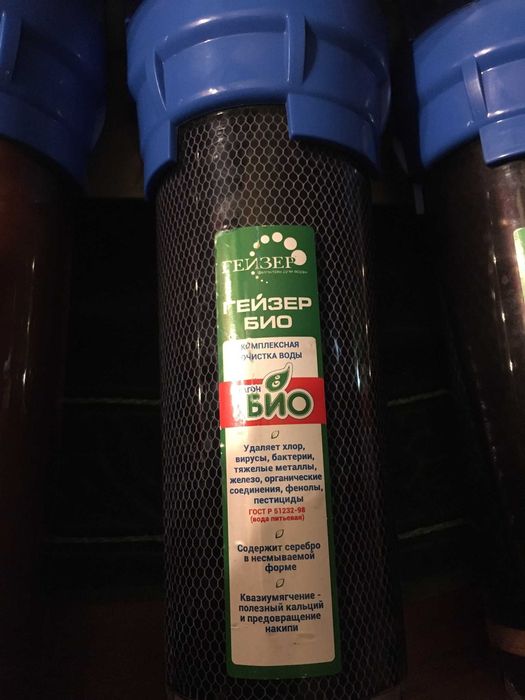 ГЕЙЗЕР
ГЕЙЗЕР
БИО
КОМПЛЕКСНАЯ
ОЧИСТКА ВОДЫ
БИО
Удаляет хлор,
вирусы, бактерии,
тяжелые металлы,
железо, органические
соединения, фенолы,
пестициды
ГОСТ Р 51232-98
(вода питьевая)
Содержит серебро
в несмываемой
форме
Квазиумягчение -
полезный кальций
и предовращение
накипи